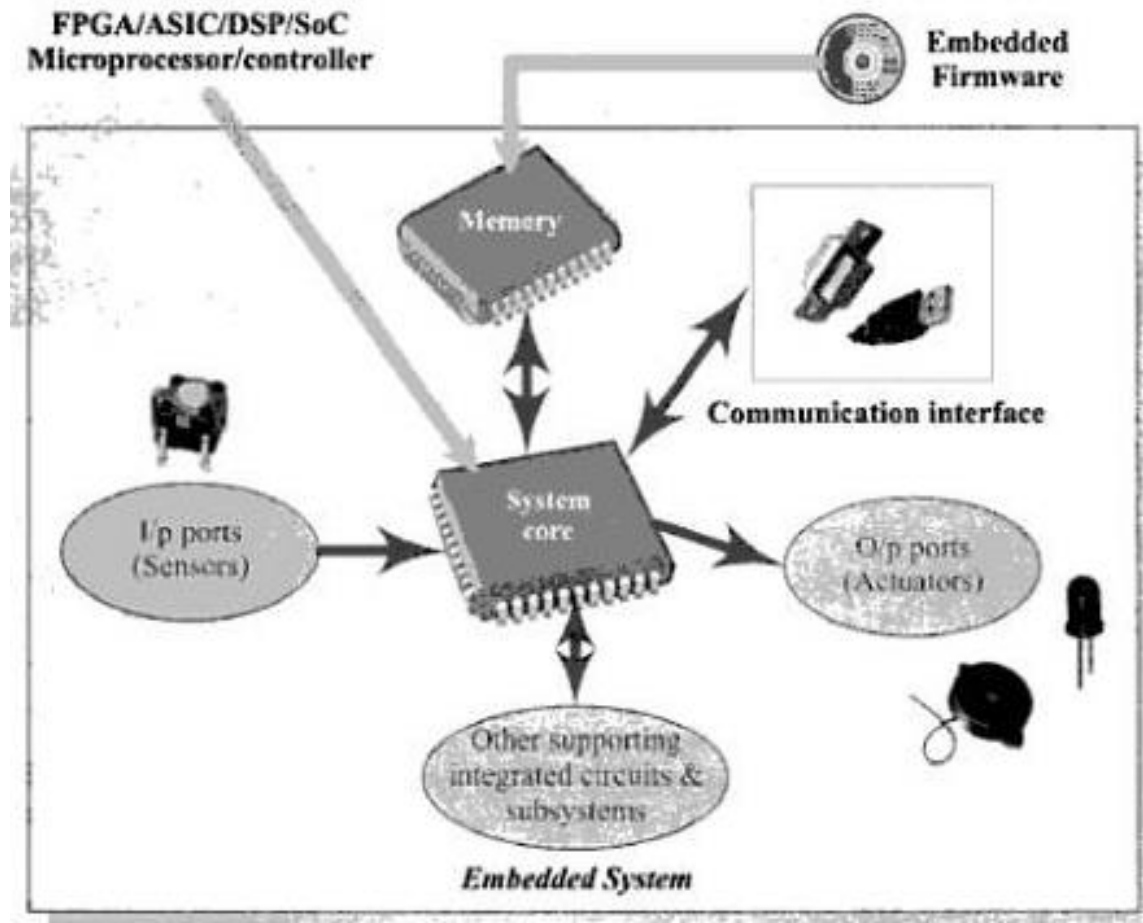 FPGA/ASIC/DSP/SoC
Microprocessor/controller
Embedded
Firmware
Memory
Communication interface
System
core
I/p ports
(Sensors)
O/p ports
(Actuators)
Other supporting
integrated circuits &
subsystems
Embedded System